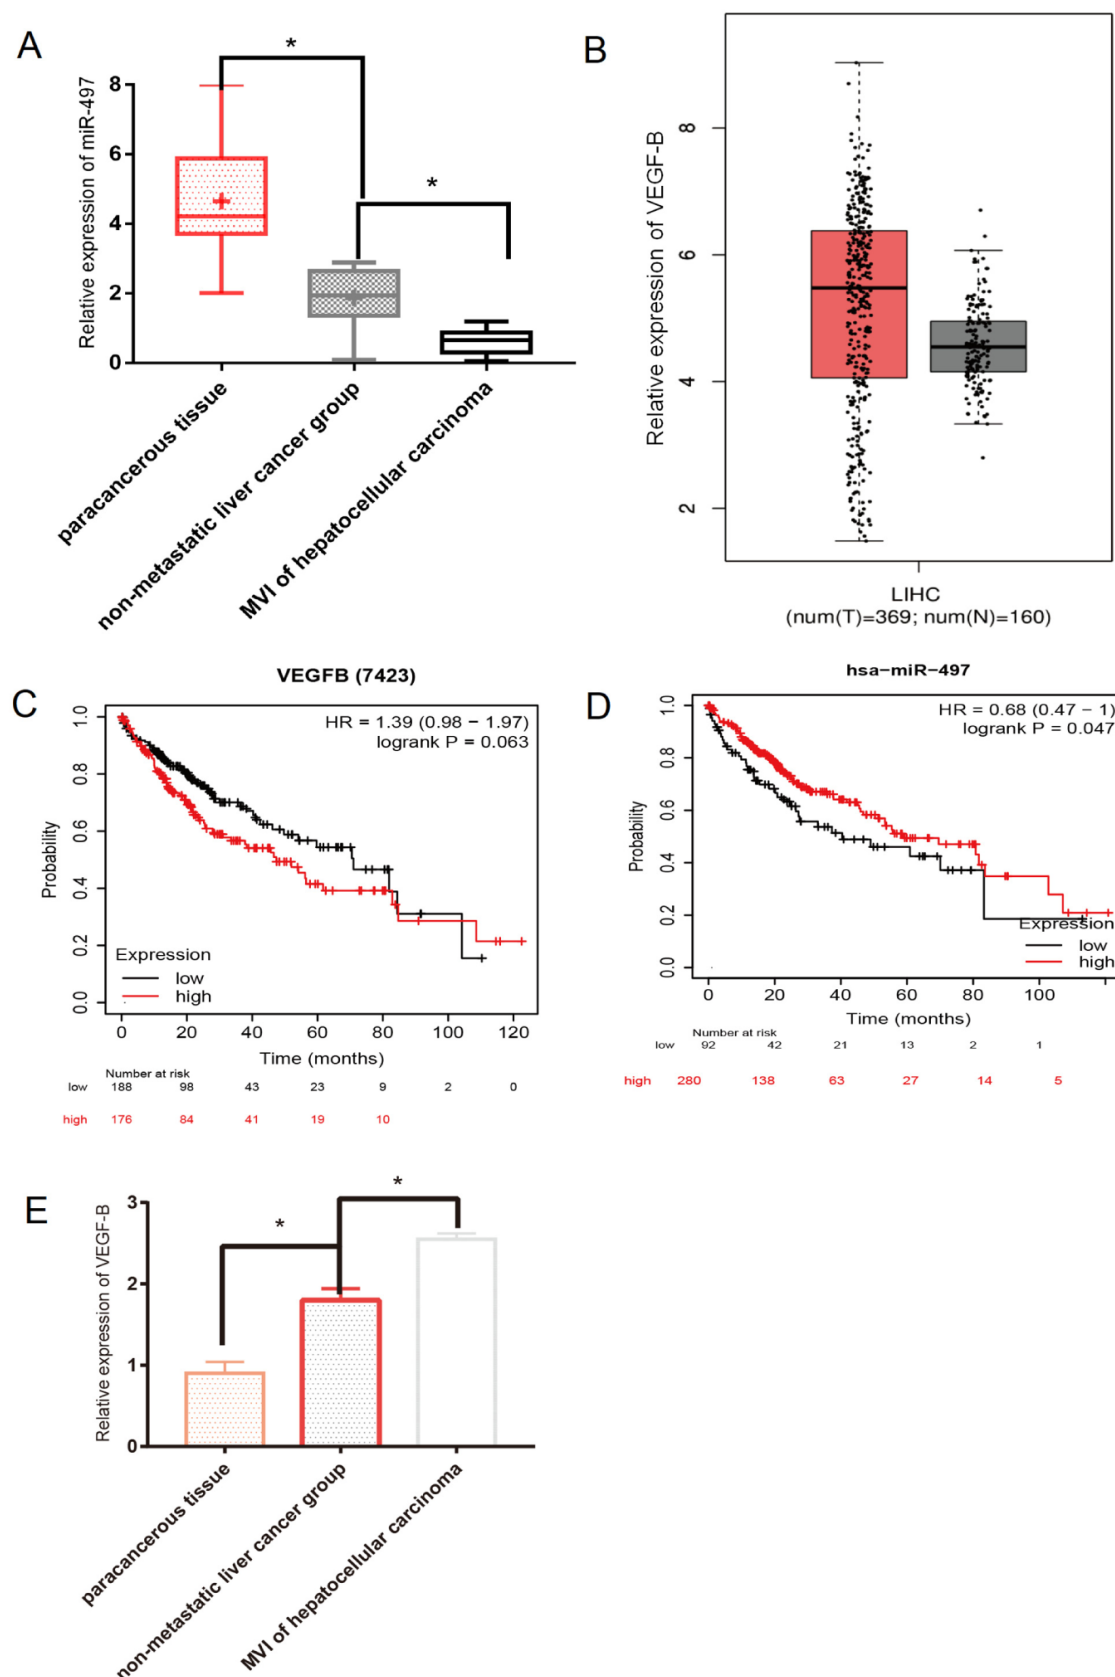 A
Relative expression of miR-497
8
6
4
2
0
*
*
paracancerous tissue
non-metastatic liver cancer group
MVI of hepatocellular carcinoma
B
Relative expression of VEGF-B
8
6
4
2
LIHC
(num(T)=369; num(N)=160)
C
VEGFB (7423)
HR = 1.39 (0.98 − 1.97)
logrank P = 0.063
Probability
1.0
0.8
0.6
0.4
0.2
0.0
Expression
low
high
0 20 40 60 80 100 120
Time (months)
Number at risk
low 188 98 43 23 9 2 0
high 176 84 41 19 10
D
hsa−miR−497
HR = 0.68 (0.47 − 1)
logrank P = 0.047
Probability
1.0
0.8
0.6
0.4
0.2
0.0
Expression
low
high
0 20 40 60 80 100
Time (months)
Number at risk
low 92 42 21 13 2 1
high 280 138 63 27 14 5
E
Relative expression of VEGF-B
3
2
1
0
*
*
paracancerous tissue
non-metastatic liver cancer group
MVI of hepatocellular carcinoma